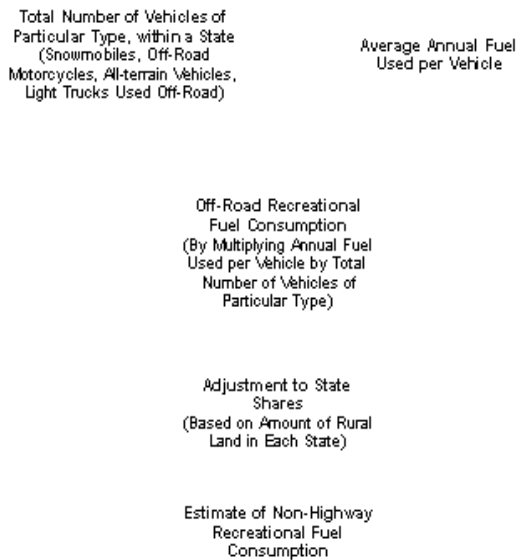 Total Number of Vehicles of
Particular Type, within a State
(Snowmobiles, Off-Road
Motorcycles, All-terrain Vehicles,
Light Trucks Used Off-Road)
Average Annual Fuel
Used per Vehicle
Off-Road Recreational
Fuel Consumption
(By Multiplying Annual Fuel
Used per Vehicle by Total
Number of Vehicles of
Particular Type)
Adjustment to State
Shares
(Based on Amount of Rural
Land in Each State)
Estimate of Non-Highway
Recreational Fuel
Consumption